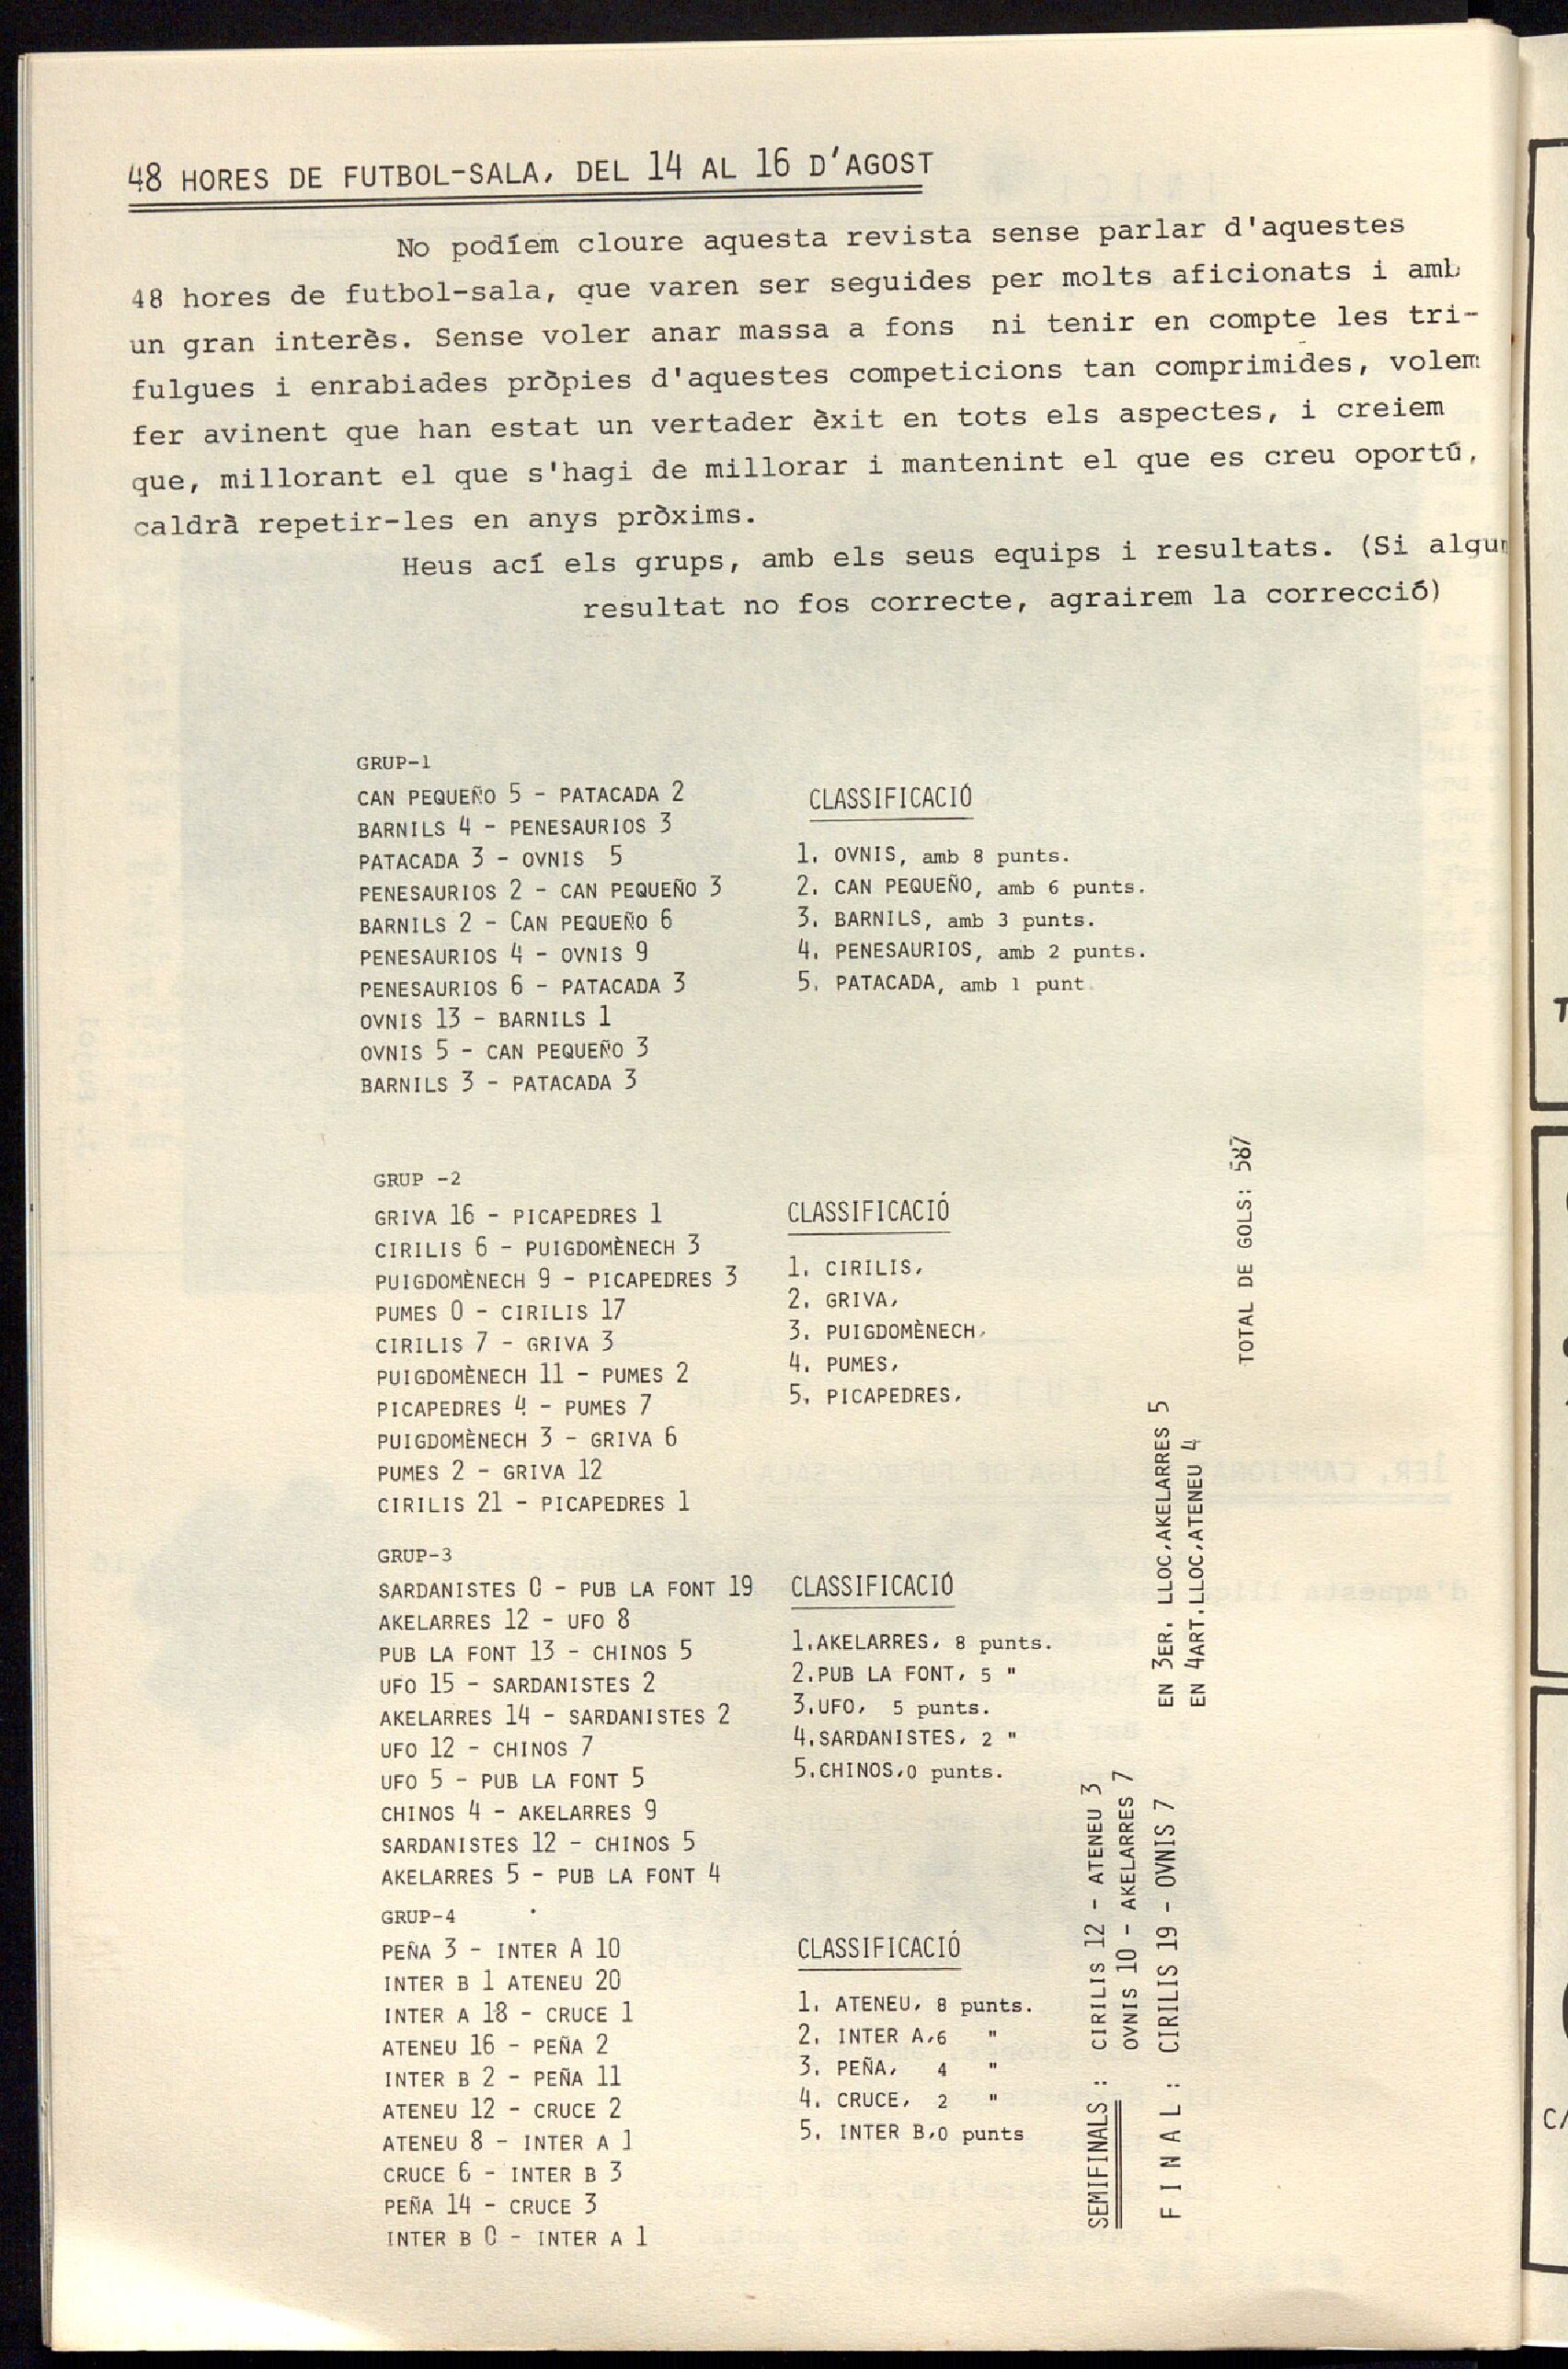 48 HORES DE FUTBOL-SALA, DEL 14 AL 16 D'AGOST
No podíem cloure aquesta revista sense parlar d'aquestes
48 hores de futbol-sala, que varen ser seguides per molts aficionats i amb
un gran interès. Sense voler anar massa a fons ni tenir en compte les tri-
fulgues i enrabiades pròpies d'aquestes competicions tan comprimides, volem
fer avinent que han estat un vertader èxit en tots els aspectes, i creiem
que, millorant el que s'hagi de millorar i mantenint el que es creu oportú,
caldrà repetir-les en anys pròxims.
Heus ací els grups, amb els seus equips i resultats. (Si algun
resultat no fos correcte, agrairem la correcció)
GRUP-1
CAN PEQUEÑO 5 - PATACADA 2
BARNILS 4 - PENESAURIOS 3
PATACADA 3 - OVNIS 5
PENESAURIOS 2 - CAN PEQUEÑO 3
BARNILS 2 - CAN PEQUEÑO 6
PENESAURIOS 4 - OVNIS 9
PENESAURIOS 6 - PATACADA 3
OVNIS 13 - BARNILS 1
OVNIS 5 - CAN PEQUEÑO 3
BARNILS 3 - PATACADA 3
CLASSIFICACIÓ
1. OVNIS, amb 8 punts.
2. CAN PEQUEÑO, amb 6 punts.
3. BARNILS, amb 3 punts.
4. PENESAURIOS, amb 2 punts.
5. PATACADA, amb 1 punt.
GRUP -2
GRIVA 16 - PICAPEDRES 1
CIRILIS 6 - PUIGDOMÈNECH 3
PUIGDOMÈNECH 9 - PICAPEDRES 3
PUMES 0 - CIRILIS 17
CIRILIS 7 - GRIVA 3
PUIGDOMÈNECH 11 - PUMES 2
PICAPEDRES 4 - PUMES 7
PUIGDOMÈNECH 3 - GRIVA 6
PUMES 2 - GRIVA 12
CIRILIS 21 - PICAPEDRES 1
CLASSIFICACIÓ
1. CIRILIS,
2. GRIVA,
3. PUIGDOMÈNECH,
4. PUMES,
5. PICAPEDRES,
GRUP-3
SARDANISTES 0 - PUB LA FONT 19
AKELARRES 12 - UFO 8
PUB LA FONT 13 - CHINOS 5
UFO 15 - SARDANISTES 2
AKELARRES 14 - SARDANISTES 2
UFO 12 - CHINOS 7
UFO 5 - PUB LA FONT 5
CHINOS 4 - AKELARRES 9
SARDANISTES 12 - CHINOS 5
AKELARRES 5 - PUB LA FONT 4
CLASSIFICACIÓ
1.AKELARRES, 8 punts.
2.PUB LA FONT, 5 "
3.UFO, 5 punts.
4.SARDANISTES, 2 "
5.CHINOS,0 punts.
GRUP-4
PEÑA 3 - INTER A 10
INTER B 1 ATENEU 20
INTER A 18 - CRUCE 1
ATENEU 16 - PEÑA 2
INTER B 2 - PEÑA 11
ATENEU 12 - CRUCE 2
ATENEU 8 - INTER A 1
CRUCE 6 - INTER B 3
PEÑA 14 - CRUCE 3
INTER B 0 - INTER A 1
CLASSIFICACIÓ
1. ATENEU, 8 punts.
2. INTER A,6 "
3. PEÑA, 4 "
4. CRUCE, 2 "
5. INTER B,0 punts
SEMIFINALS : CIRILIS 12 - ATENEU 3
OVNIS 10 - AKELARRES 7
F I N A L : CIRILIS 19 - OVNIS 7
EN 3ER. LLOC,AKELARRES 5
EN 4ART.LLOC,ATENEU 4
TOTAL DE GOLS: 587